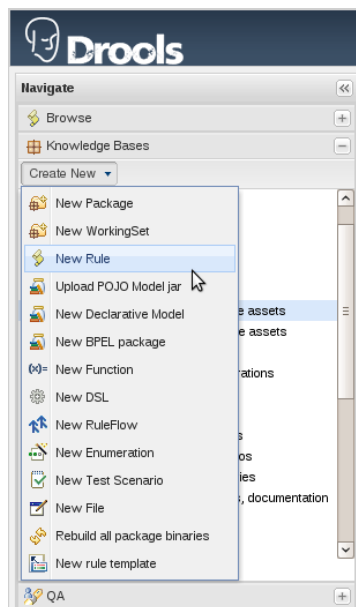 Drools
Navigate
Browse
Knowledge Bases
Create New
New Package
New WorkingSet
New Rule
Upload POJO Model jar
New Declarative Model
e assets
New BPEL package
e assets
New Function
rations
New DSL
New RuleFlow
s
New Enumeration
os
New Test Scenario
ies
New File
s, documentation
Rebuild all package binaries
New rule template
QA